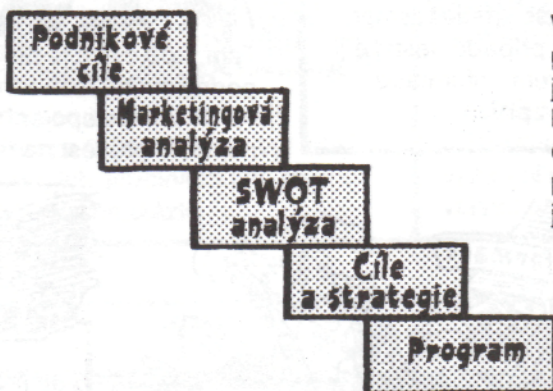 Podnikové
cíle
Marketingová
analýza
SWOT
analýza
Cíle
a strategie
Program